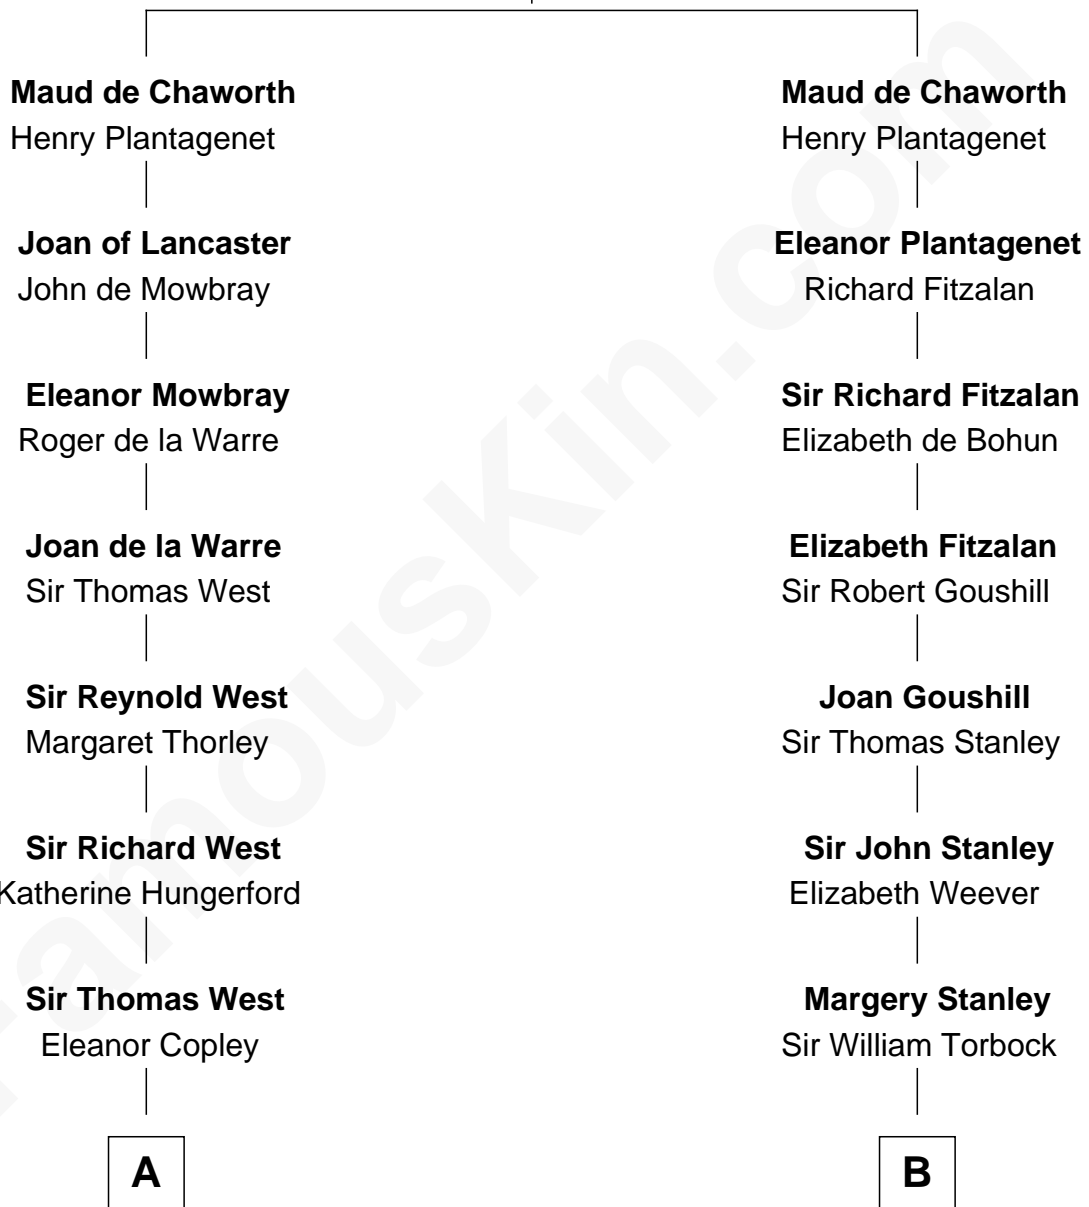 Maud de Chaworth
Henry Plantagenet
Joan of Lancaster
John de Mowbray
Eleanor Mowbray
Roger de la Warre
Joan de la Warre
Sir Thomas West
Sir Reynold West
Margaret Thorley
Sir Richard West
Katherine Hungerford
Sir Thomas West
Eleanor Copley
A
Maud de Chaworth
Henry Plantagenet
Eleanor Plantagenet
Richard Fitzalan
Sir Richard Fitzalan
Elizabeth de Bohun
Elizabeth Fitzalan
Sir Robert Goushill
Joan Goushill
Sir Thomas Stanley
Sir John Stanley
Elizabeth Weever
Margery Stanley
Sir William Torbock
B
FamousKin.com